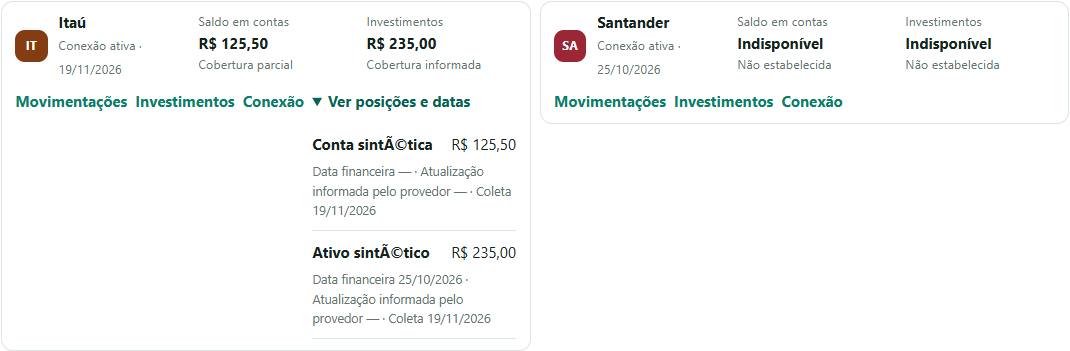 IT
Itaú
Conexão ativa ·
19/11/2026
Saldo em contas
R$ 125,50
Cobertura parcial
Investimentos
R$ 235,00
Cobertura informada
Movimentações Investimentos Conexão ▼ Ver posições e datas
Conta sintÃ©tica R$ 125,50
Data financeira — · Atualização
informada pelo provedor — · Coleta
19/11/2026
Ativo sintÃ©tico R$ 235,00
Data financeira 25/10/2026 ·
Atualização informada pelo
provedor — · Coleta 19/11/2026
SA
Santander
Conexão ativa ·
25/10/2026
Saldo em contas
Indisponível
Não estabelecida
Investimentos
Indisponível
Não estabelecida
Movimentações Investimentos Conexão